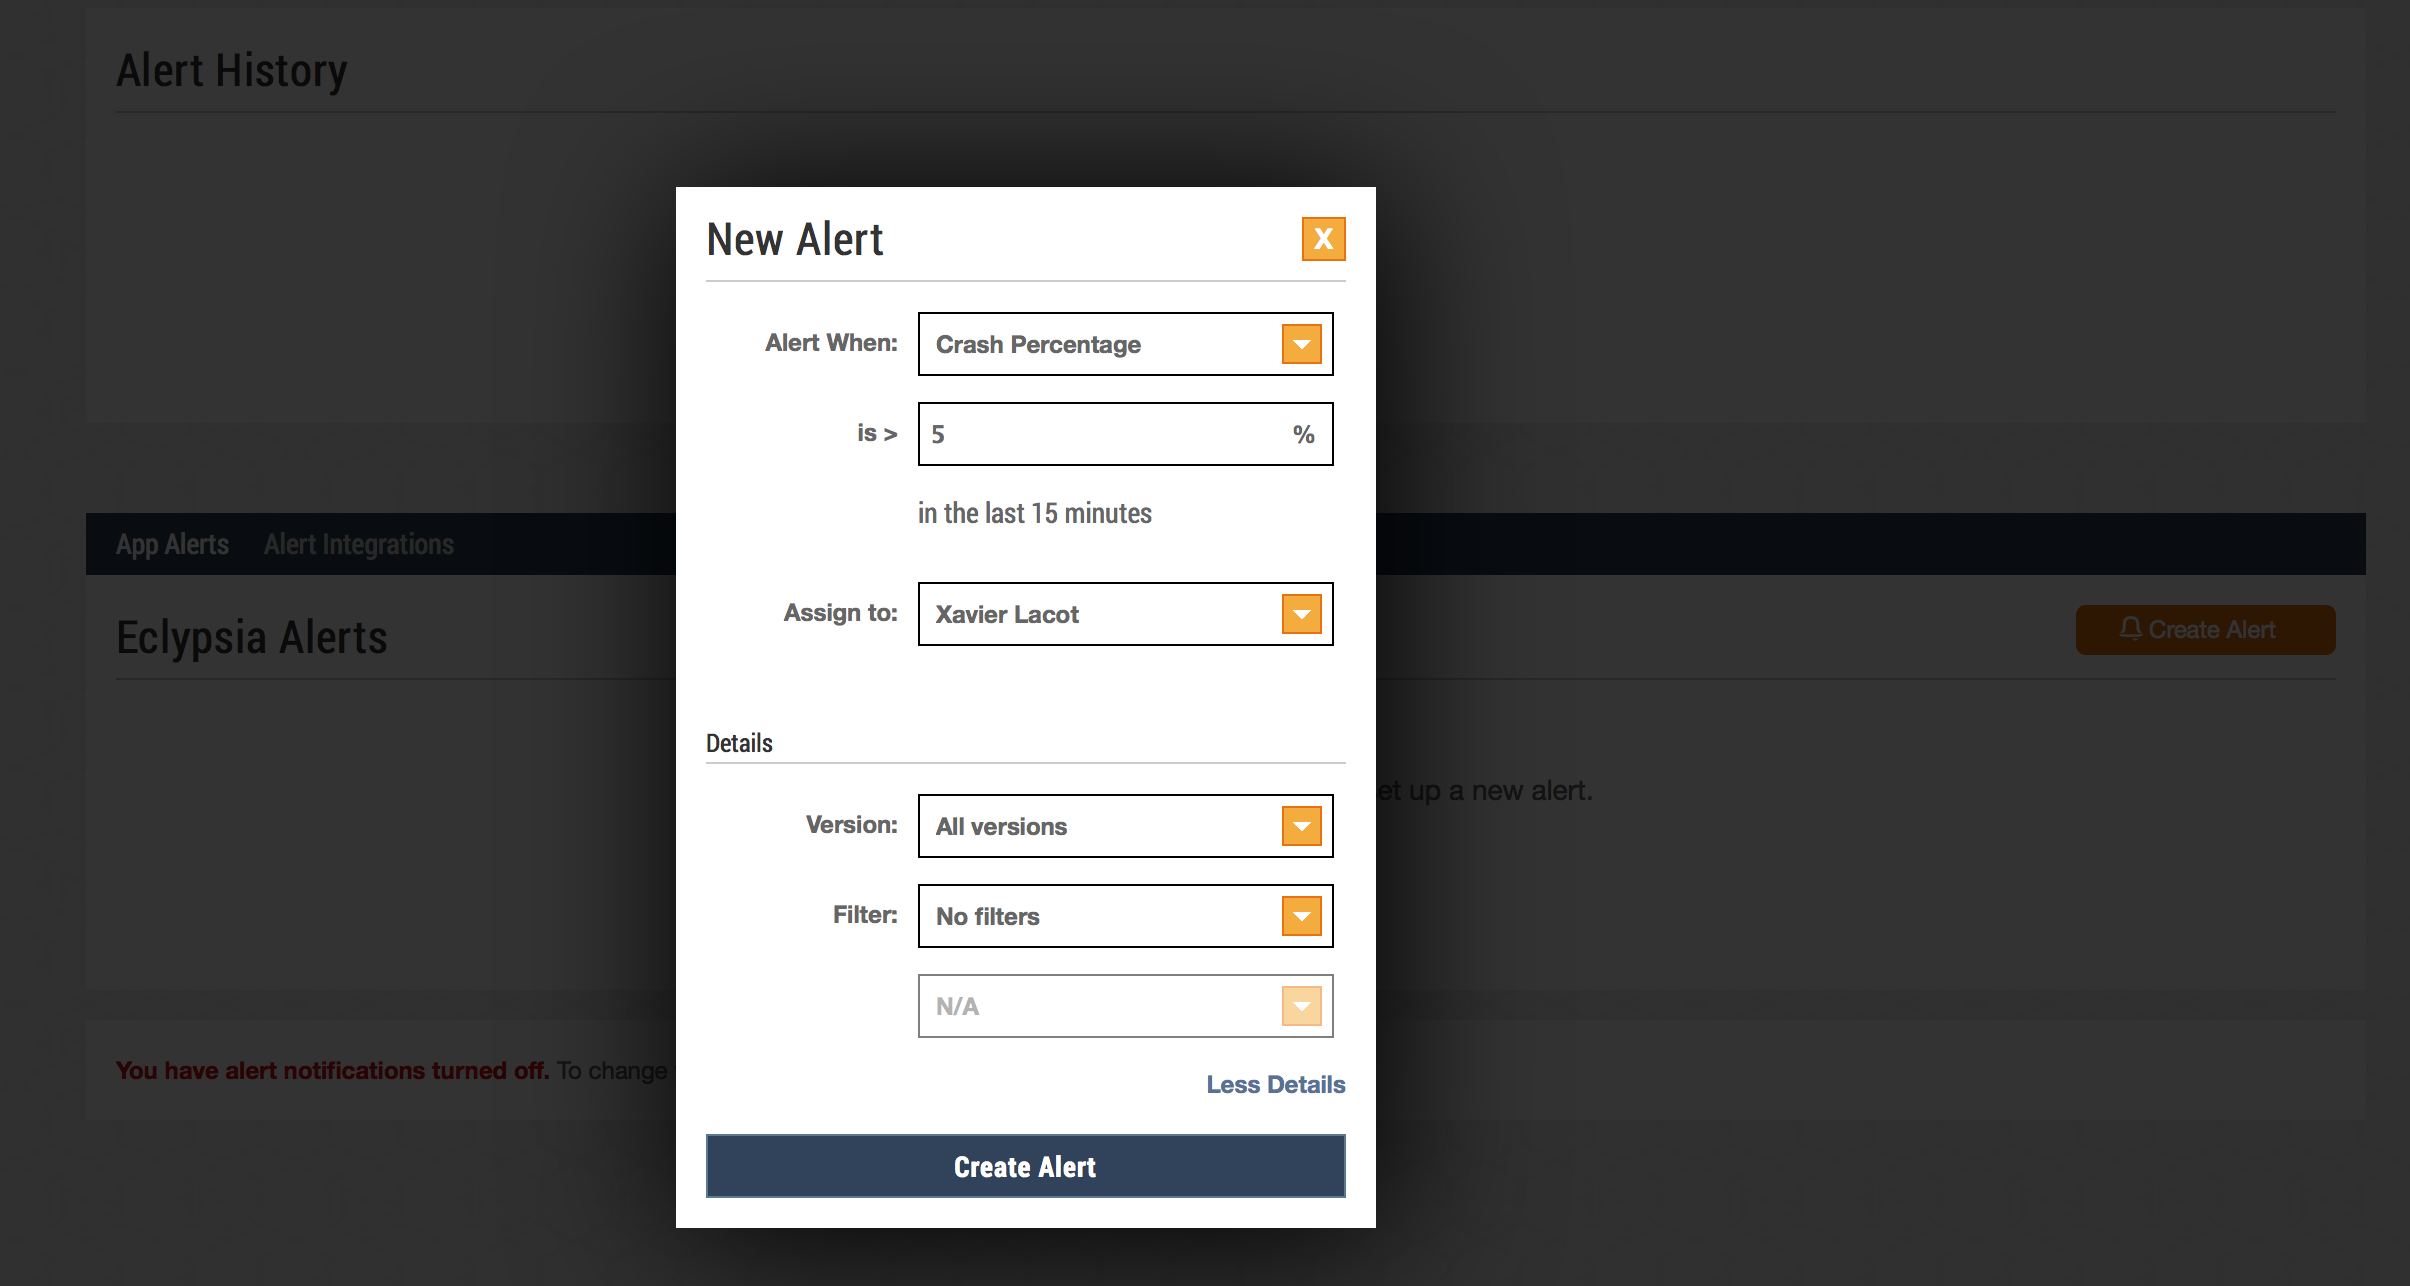 Alert History
New Alert
X
Alert When:
Crash Percentage
is >
5
%
in the last 15 minutes
App Alerts
Alert Integrations
Assign to:
Xavier Lacot
Eclypsia Alerts
Create Alert
Details
et up a new alert.
Version:
All versions
Filter:
No filters
N/A
You have alert notifications turned off. To change
Less Details
Create Alert